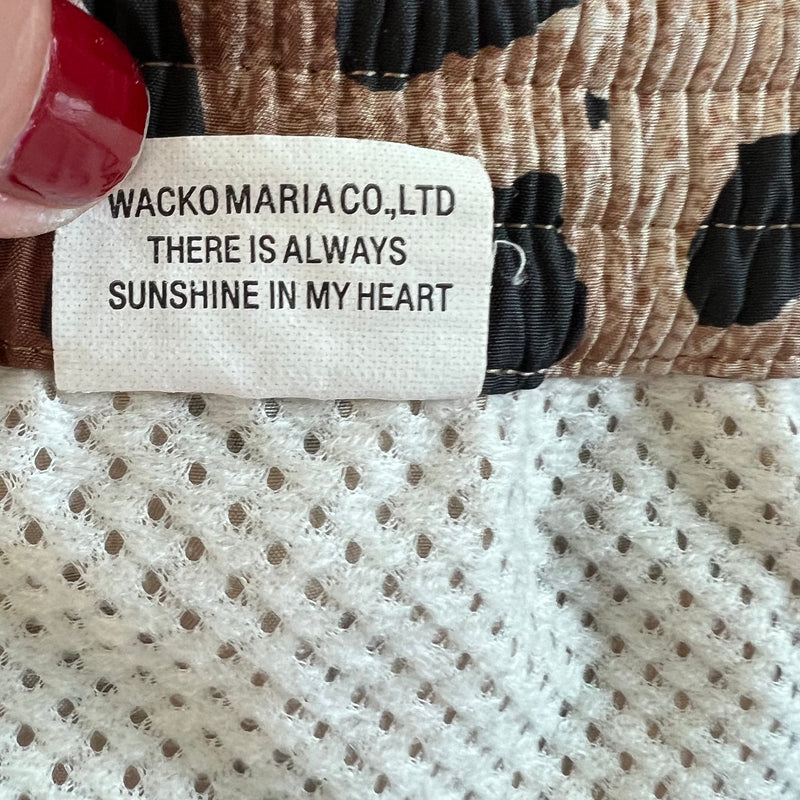 WACKO MARIA CO.,LTD
THERE IS ALWAYS
SUNSHINE IN MY HEART